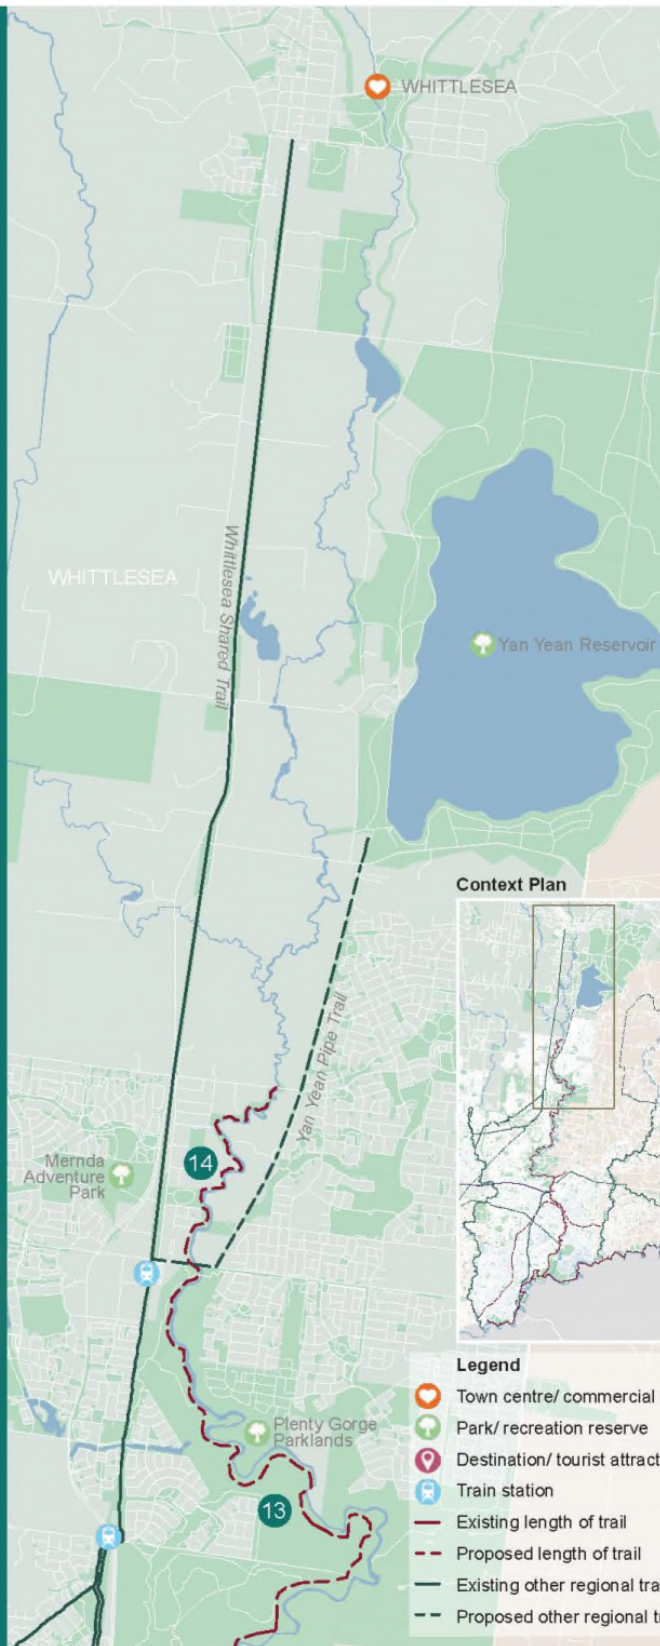 WHITTLESEA
Whittlesea Shared Trail
WHITTLESEA
Yan Yean Reservoir
Context Plan
Yan Yean Pipe Trail
14
Mernda
Adventure
Park
Plenty Gorge
Parklands
13
Legend
Town centre/ commercial
Park/ recreation reserve
Destination/ tourist attract
Train station
Existing length of trail
Proposed length of trail
Existing other regional tra
Proposed other regional tr